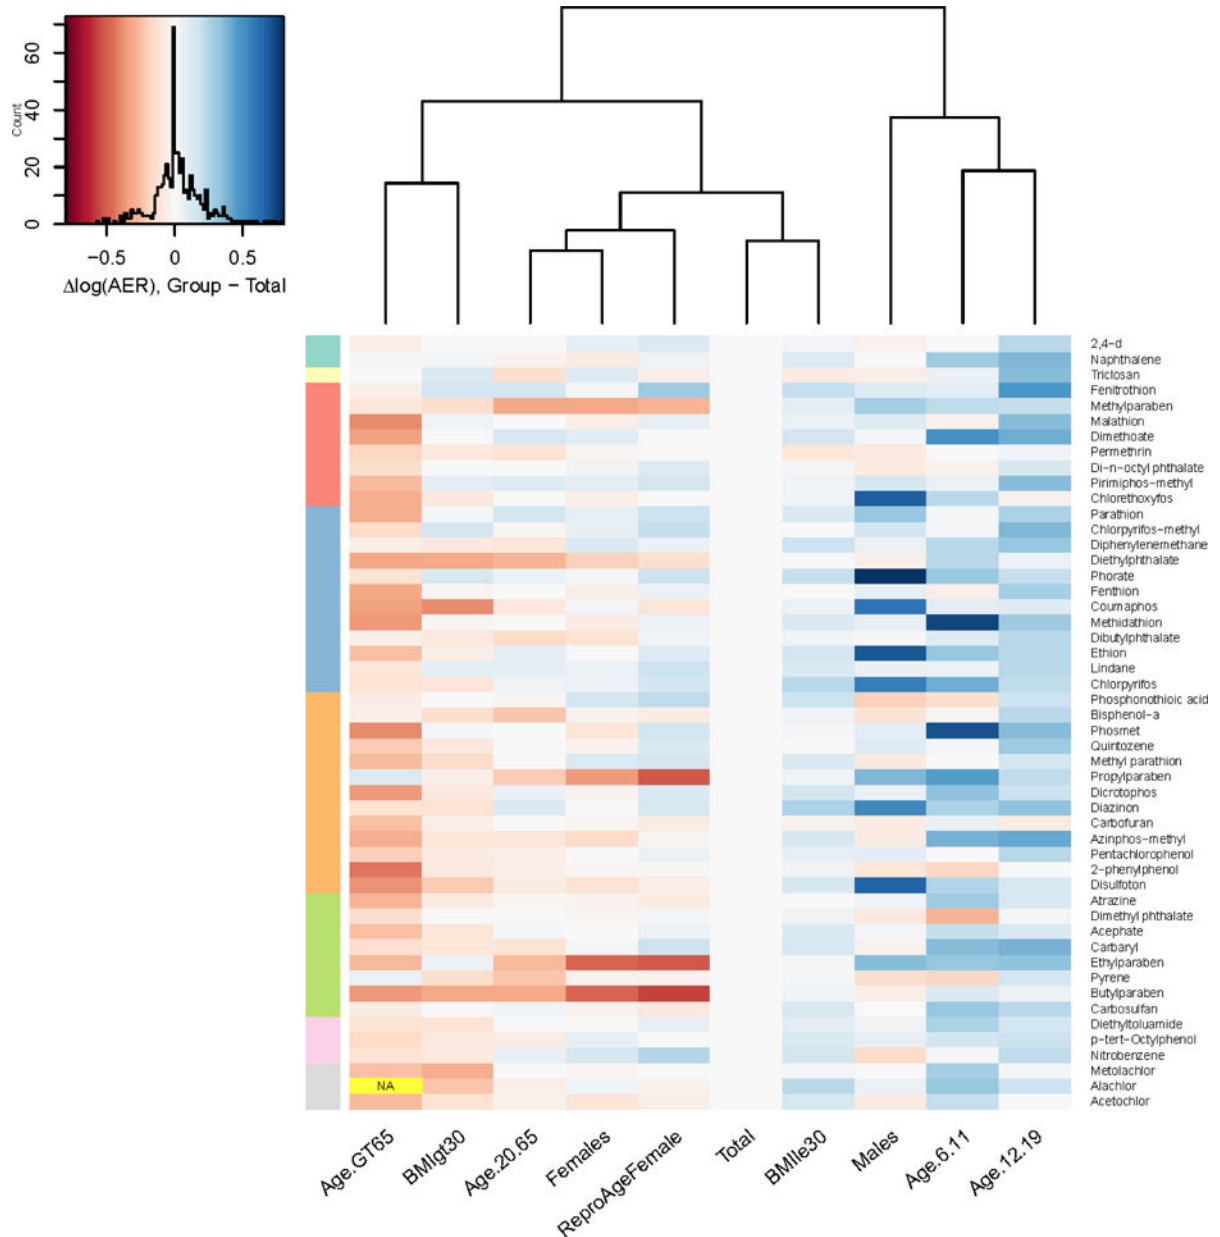 60
40
20
0
Count
−0.5 0 0.5
Δlog(AER), Group − Total
2,4−d
Naphthalene
Triclosan
Fenitrothion
Methylparaben
Malathion
Dimethoate
Permethrin
Di−n−octyl phthalate
Pirimiphos−methyl
Chlorethoxyfos
Parathion
Chlorpyrifos−methyl
Diphenylenemethane
Diethylphthalate
Phorate
Fenthion
Coumaphos
Methidathion
Dibutylphthalate
Ethion
Lindane
Chlorpyrifos
Phosphonothioic acid
Bisphenol−a
Phosmet
Quintozene
Methyl parathion
Propylparaben
Dicrotophos
Diazinon
Carbofuran
Azinphos−methyl
Pentachlorophenol
2−phenylphenol
Disulfoton
Atrazine
Dimethyl phthalate
Acephate
Carbaryl
Ethylparaben
Pyrene
Butylparaben
Carbosulfan
Diethyltoluamide
p−tert−Octylphenol
Nitrobenzene
Metolachlor
NA Alachlor
Acetochlor
Age.GT65 BMIgt30 Age.20.65 Females ReproAgeFemale Total BMIle30 Males Age.6.11 Age.12.19